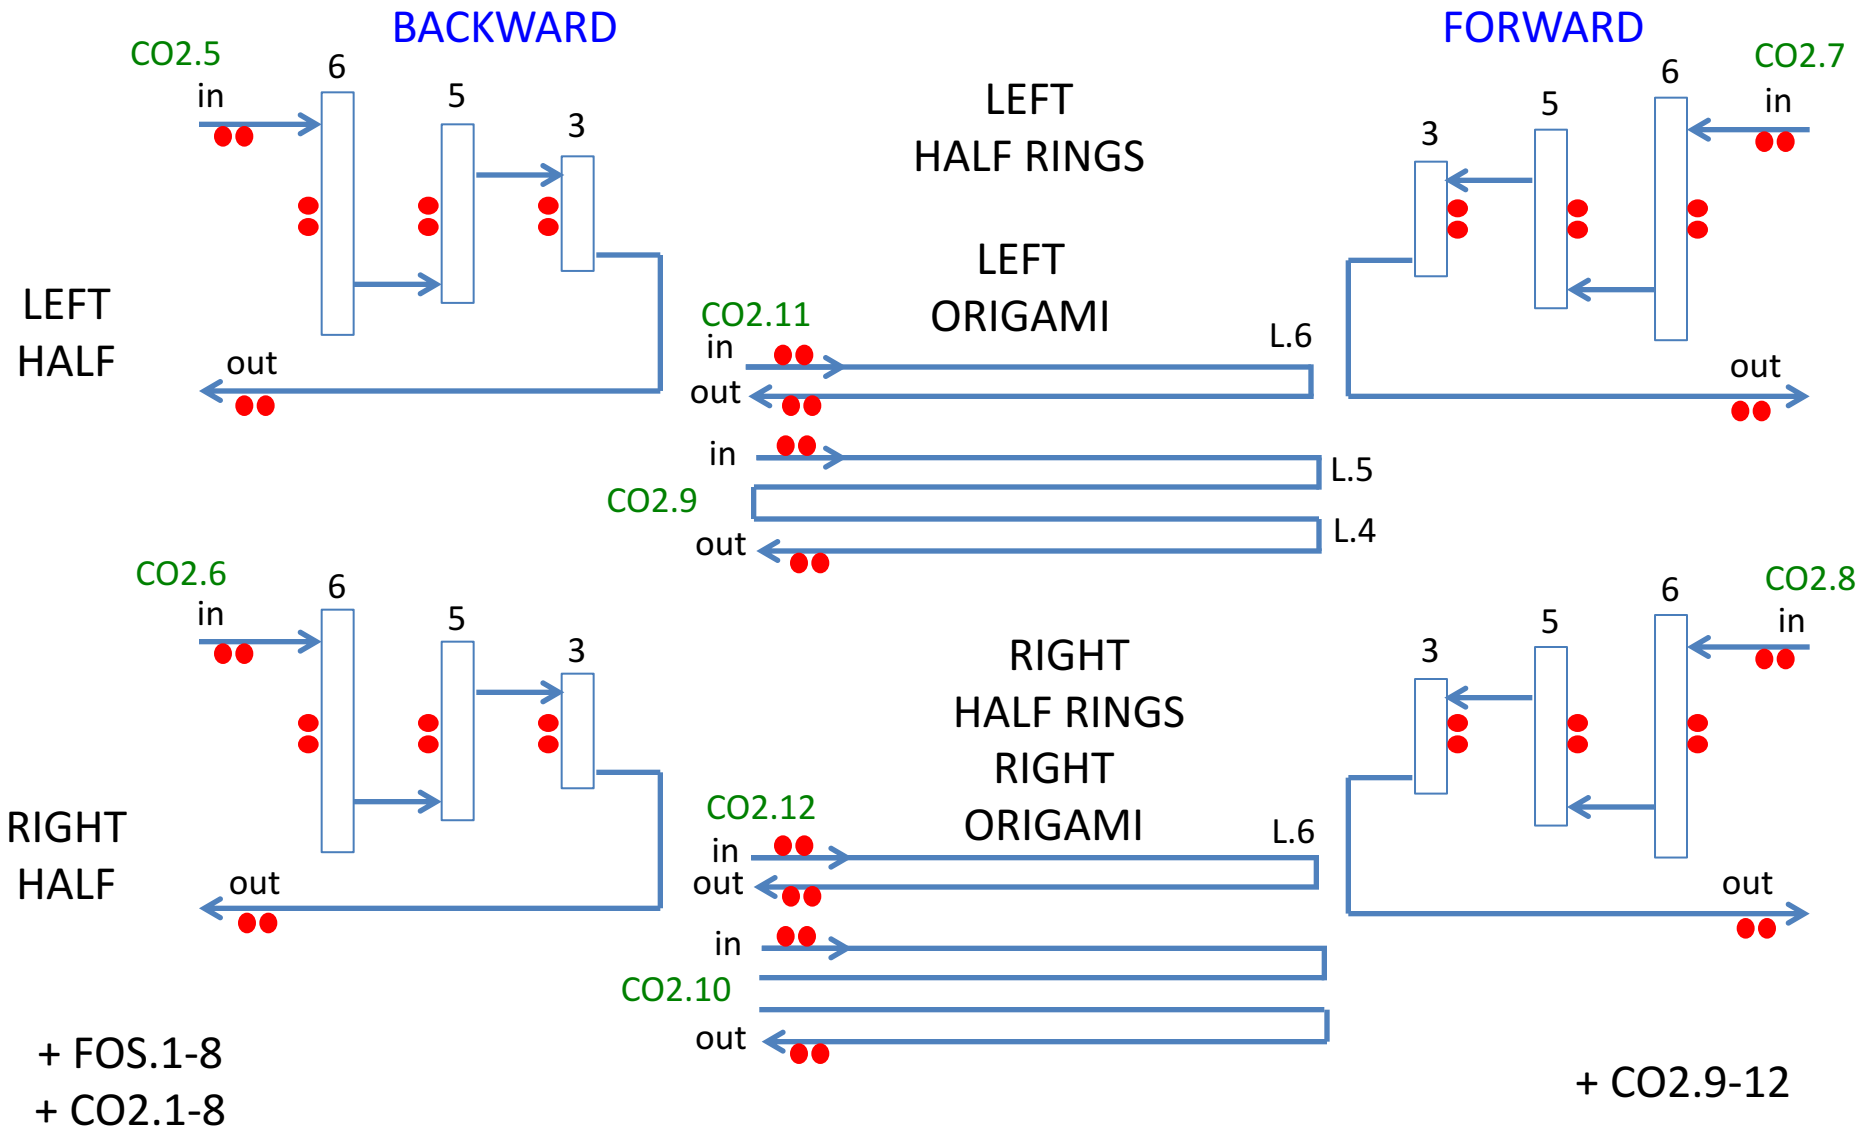 BACKWARD
FORWARD
CO2.5
in
6
5
3
LEFT
HALF RINGS
3
5
6
CO2.7
in
LEFT
HALF
out
LEFT
ORIGAMI
CO2.11
in
out
L.6
out
in
L.5
CO2.9
L.4
out
CO2.6
in
6
5
3
RIGHT
HALF RINGS
3
5
6
CO2.8
in
RIGHT
HALF
out
RIGHT
ORIGAMI
CO2.12
in
out
L.6
out
in
CO2.10
out
+ FOS.1-8
+ CO2.1-8
+ CO2.9-12